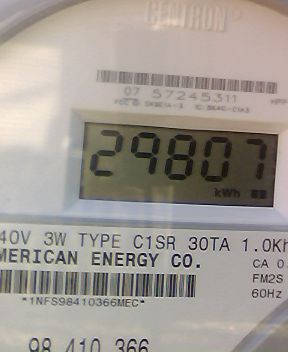 CENTRON®
07 57245311
29807
kWh
40V 3W TYPE C1SR 30TA 1.0Kh
MERICAN ENERGY CO.
CA 0.
FM2S
60Hz
*1NFS98410366MEC*
98 410 366